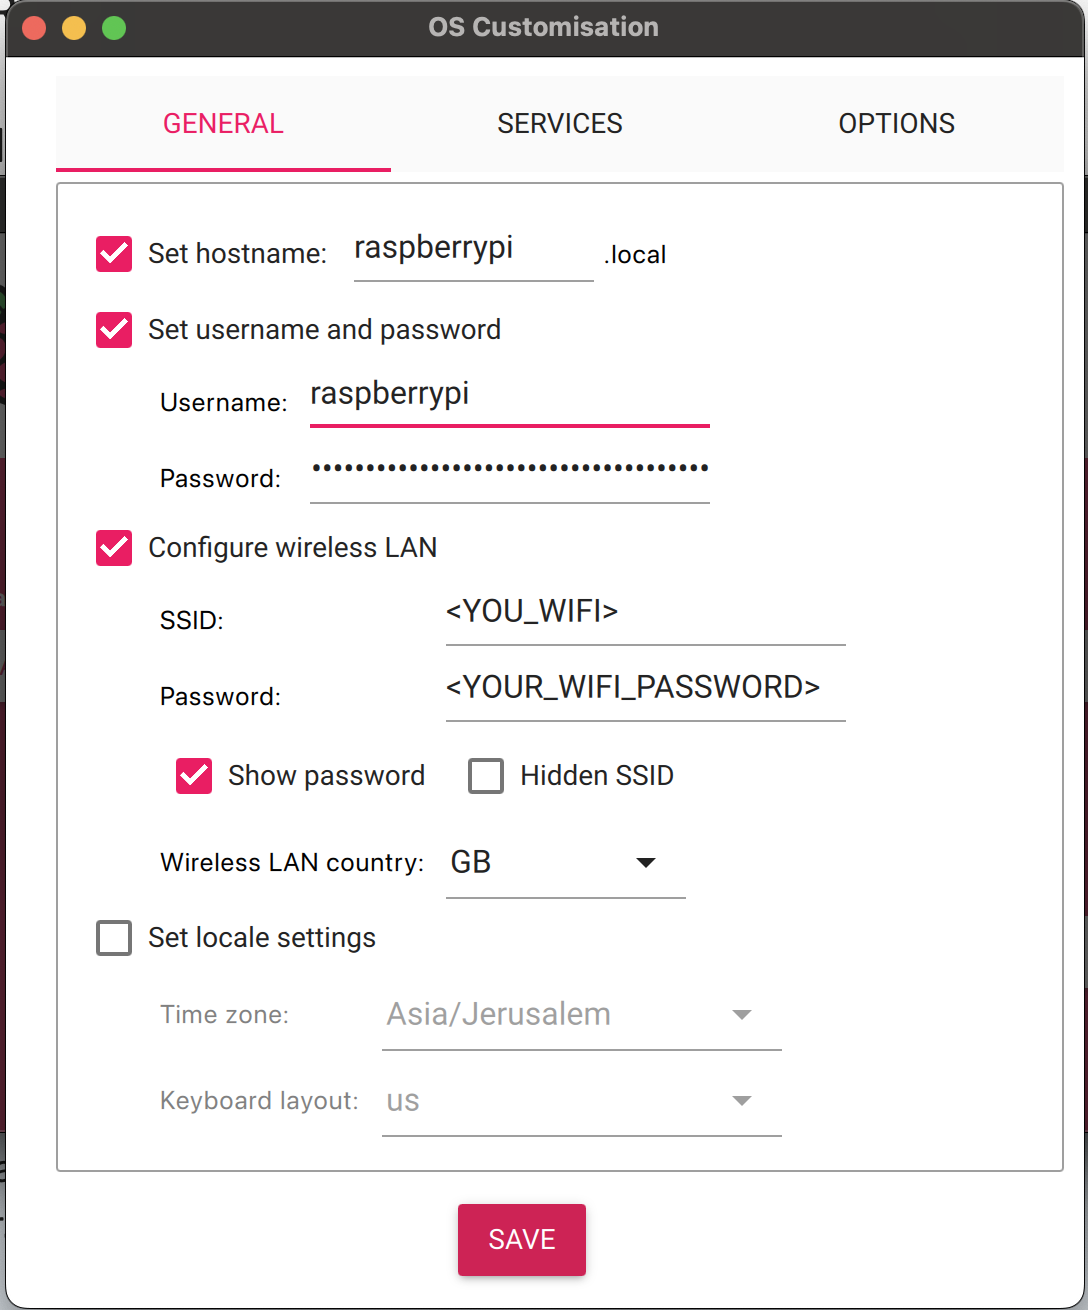 OS Customisation
GENERAL SERVICES OPTIONS
Set hostname: raspberrypi .local
Set username and password
Username: raspberrypi
Password: •••••••••••••••••••••••••••••••••••••
Configure wireless LAN
SSID: <YOU_WIFI>
Password: <YOUR_WIFI_PASSWORD>
Show password Hidden SSID
Wireless LAN country: GB
Set locale settings
Time zone: Asia/Jerusalem
Keyboard layout: us
SAVE